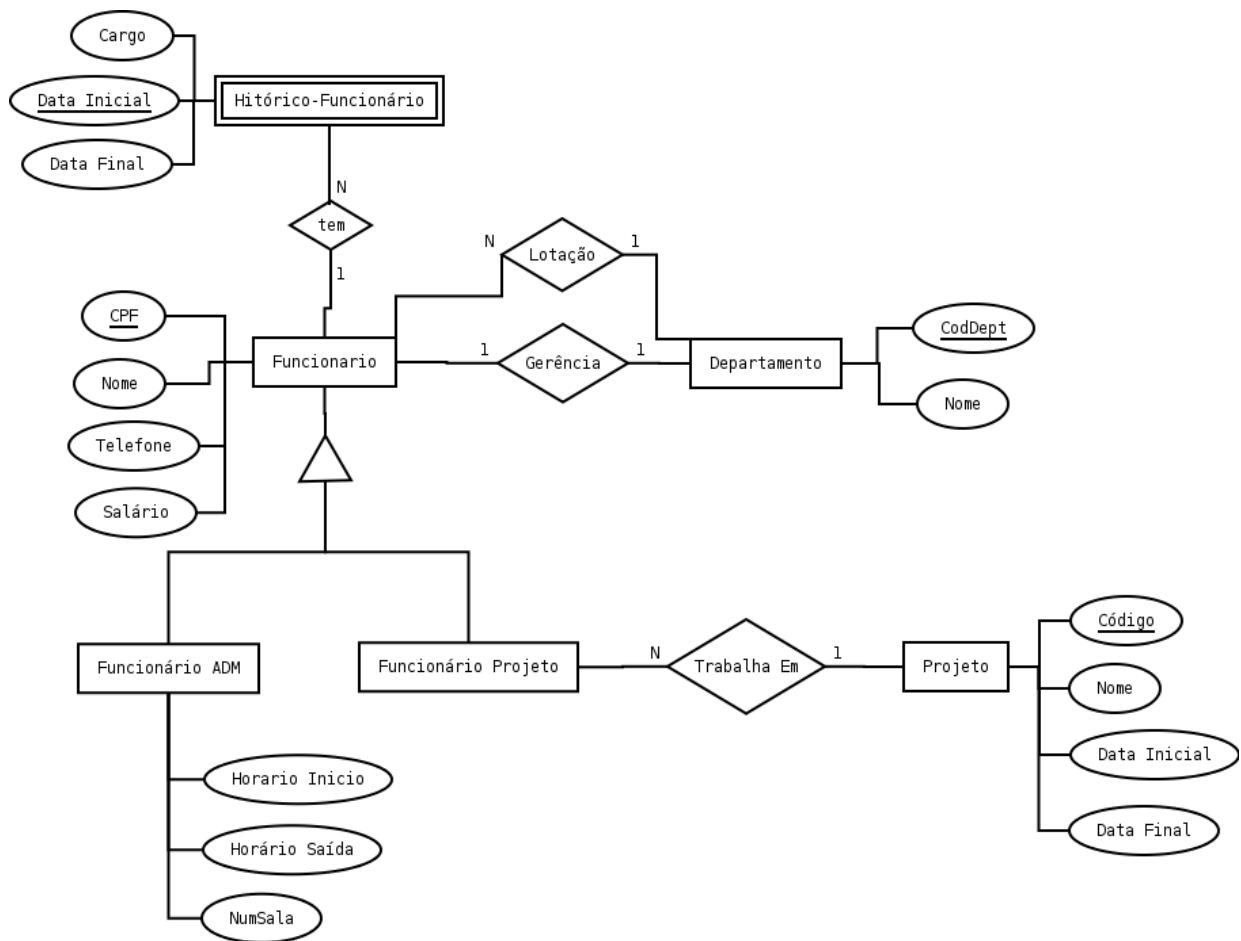 Cargo
Data Inicial
Hitórico-Funcionário
Data Final
N
tem
1
N
Lotação
1
CPF
CodDept
Funcionario
1
Gerência
1
Departamento
Nome
Nome
Telefone
Salário
Código
Funcionário ADM
Funcionário Projeto
N
Trabalha Em
1
Projeto
Nome
Data Inicial
Horario Inicio
Data Final
Horário Saída
NumSala